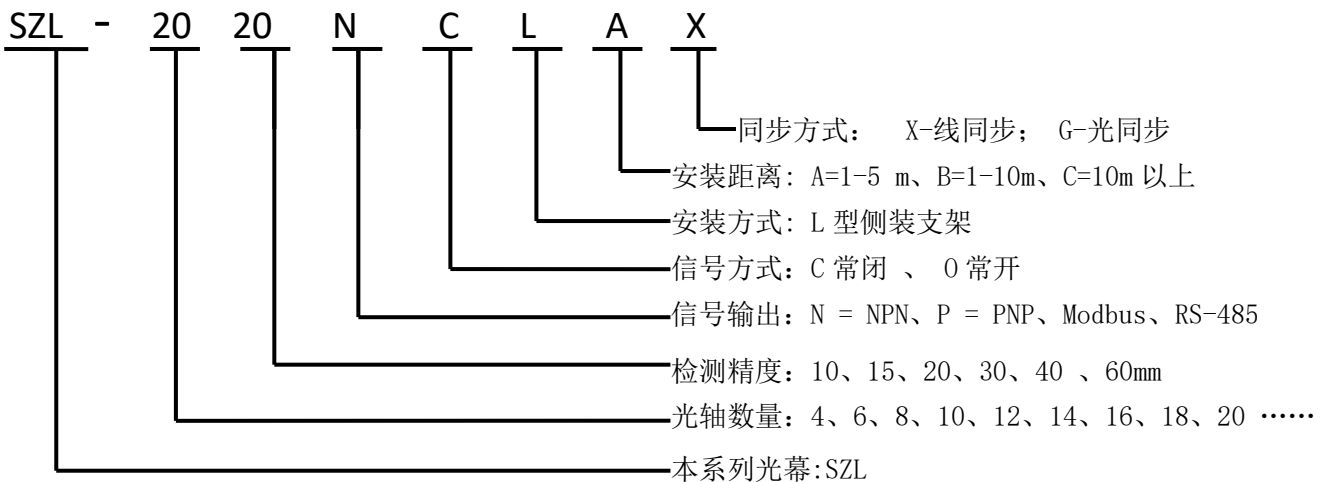 SZL - 20 20 N C L A X
同步方式： X-线同步； G-光同步
安装距离: A=1-5 m、B=1-10m、C=10m 以上
安装方式: L 型侧装支架
信号方式：C 常闭 、 O 常开
信号输出：N = NPN、P = PNP、Modbus、RS-485
检测精度：10、15、20、30、40 、60mm
光轴数量：4、6、8、10、12、14、16、18、20 ……
本系列光幕:SZL